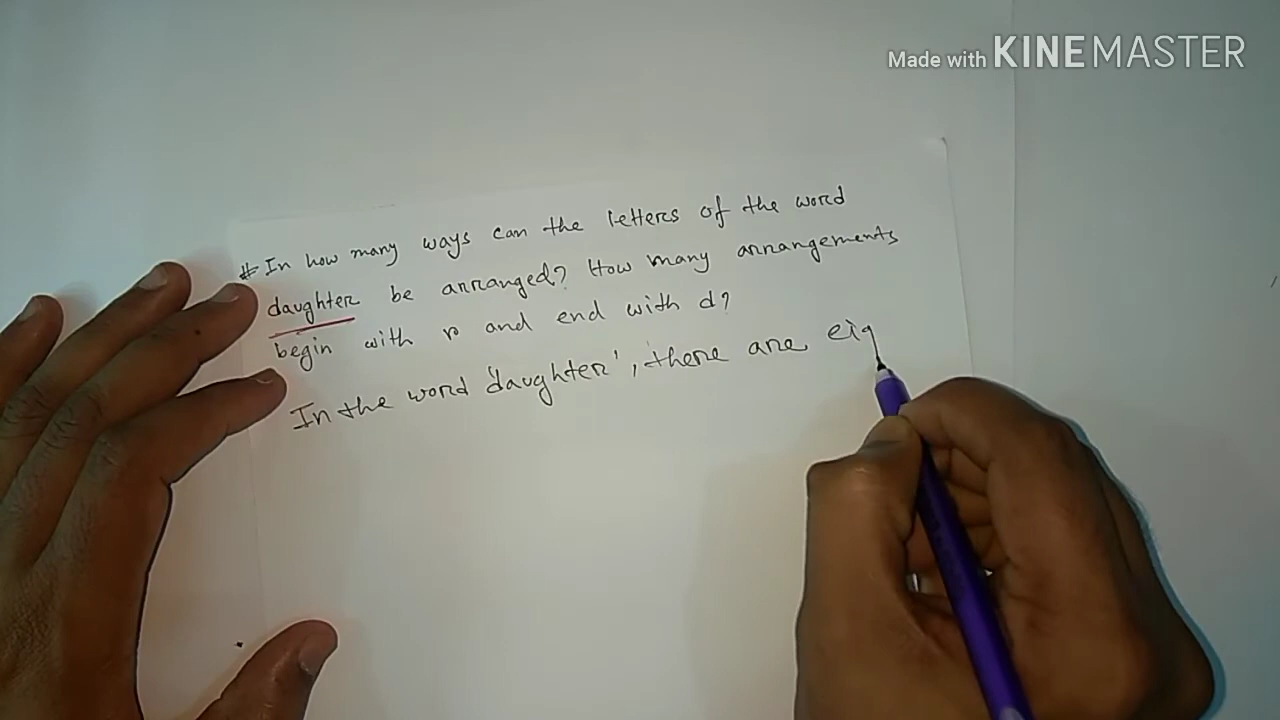 Made with KINEMASTER
# In how many ways can the letters of the word
daughter be arranged? How many arrangements
begin with r and end with d?
In the word 'daughter', there are eig